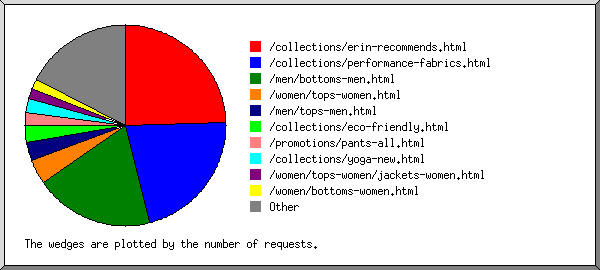 /collections/erin-recommends.html
/collections/performance-fabrics.html
/men/bottoms-men.html
/women/tops-women.html
/men/tops-men.html
/collections/eco-friendly.html
/promotions/pants-all.html
/collections/yoga-new.html
/women/tops-women/jackets-women.html
/women/bottoms-women.html
Other
The wedges are plotted by the number of requests.